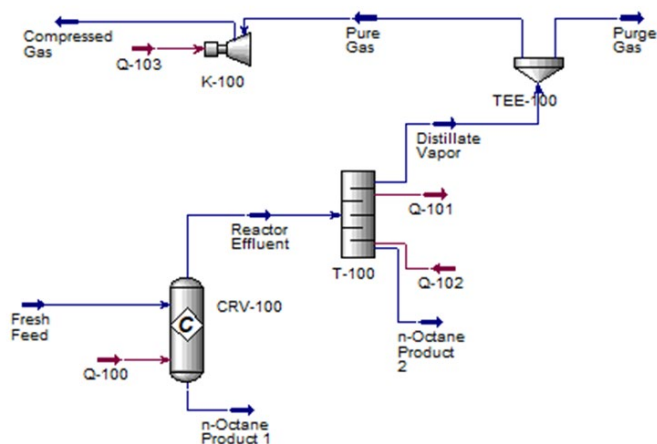 Compressed
Gas
Q-103
K-100
Pure
Gas
Purge
Gas
TEE-100
Distillate
Vapor
Q-101
Reactor
Effluent
T-100
Q-102
Fresh
Feed
CRV-100
C
Q-100
n-Octane
Product
2
n-Octane
Product 1